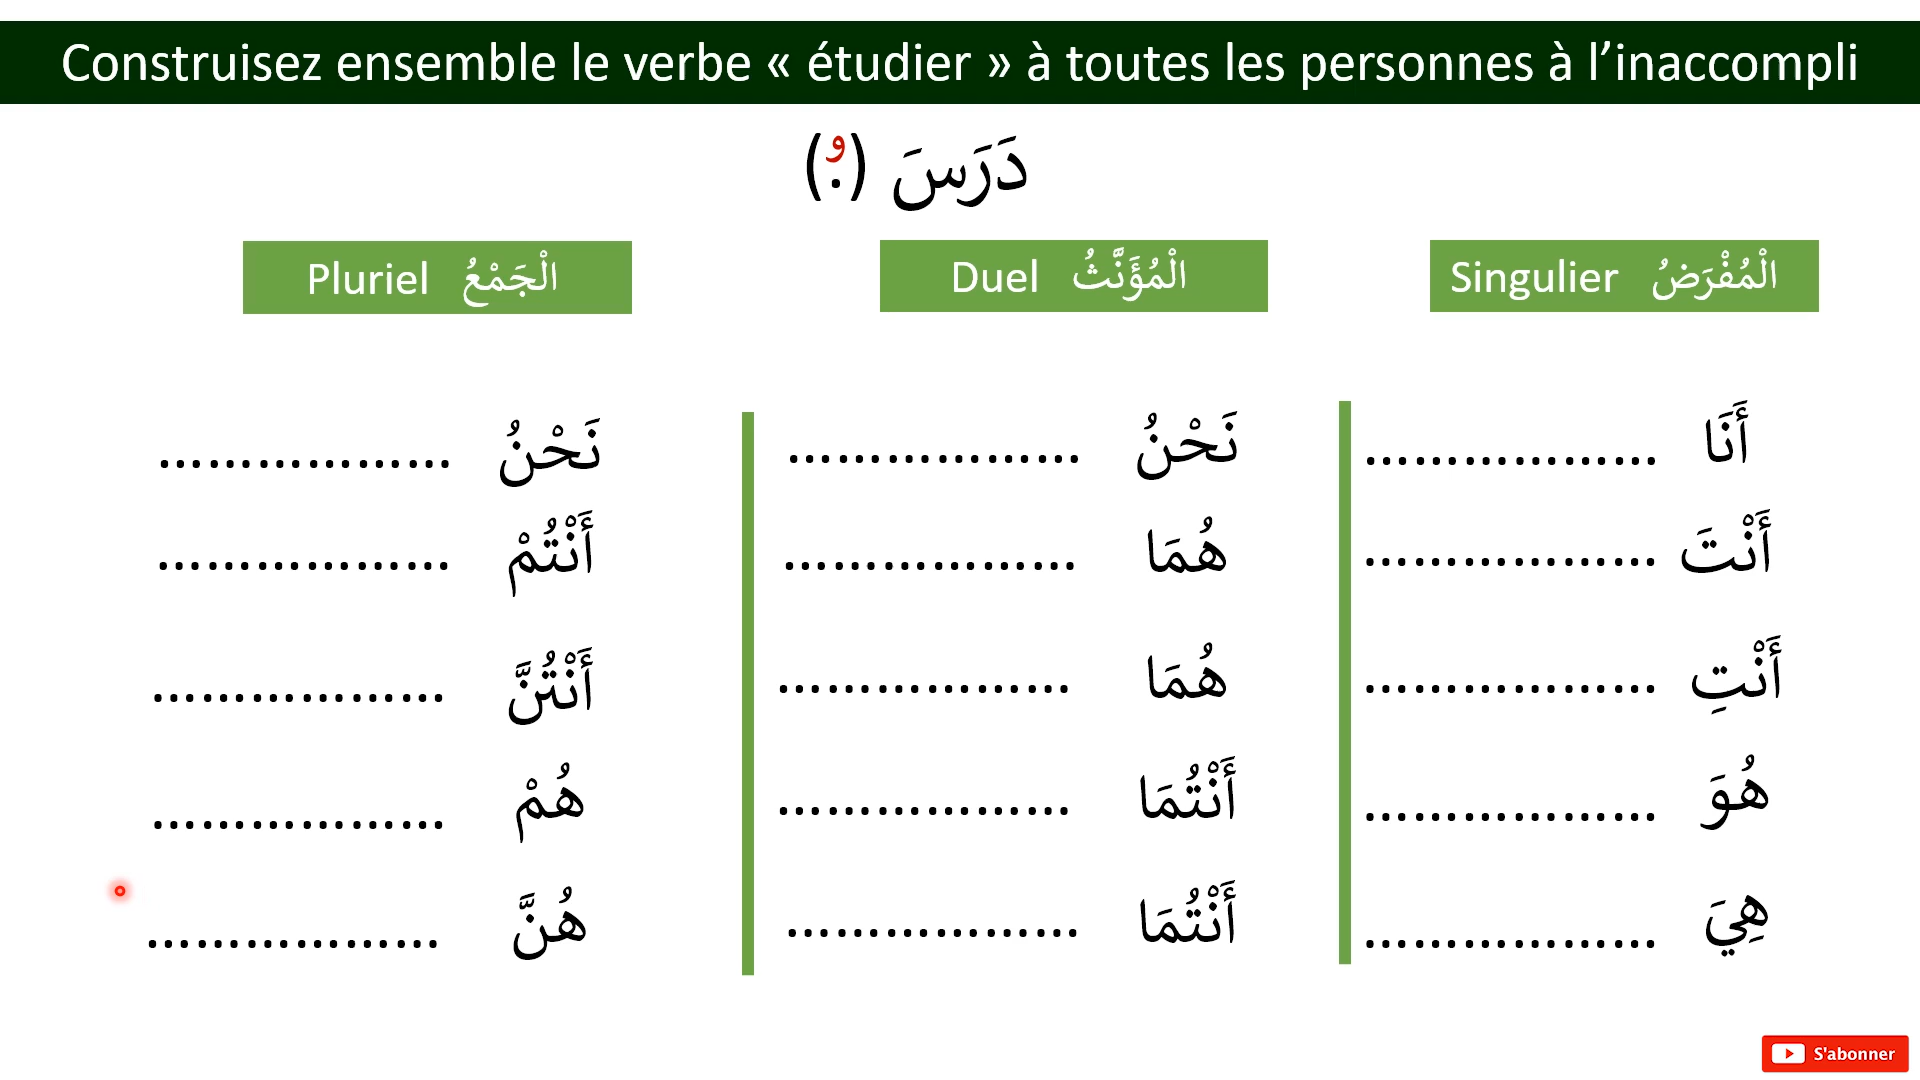 Construisez ensemble le verbe « étudier » à toutes les personnes à l’inaccompli
دَرَسَ (.ُ)
Singulier الْمُفْرَضُ
Duel الْمُؤَنَّثُ
Pluriel الْجَمْعُ
أَنَا ..................
أَنْتَ ..................
أَنْتِ ..................
هُوَ ..................
هِيَ ..................
نَحْنُ ..................
هُمَا ..................
هُمَا ..................
أَنْتُمَا ..................
أَنْتُمَا ..................
نَحْنُ ..................
أَنْتُمْ ..................
أَنْتُنَّ ..................
هُمْ ..................
هُنَّ ..................
S'abonner